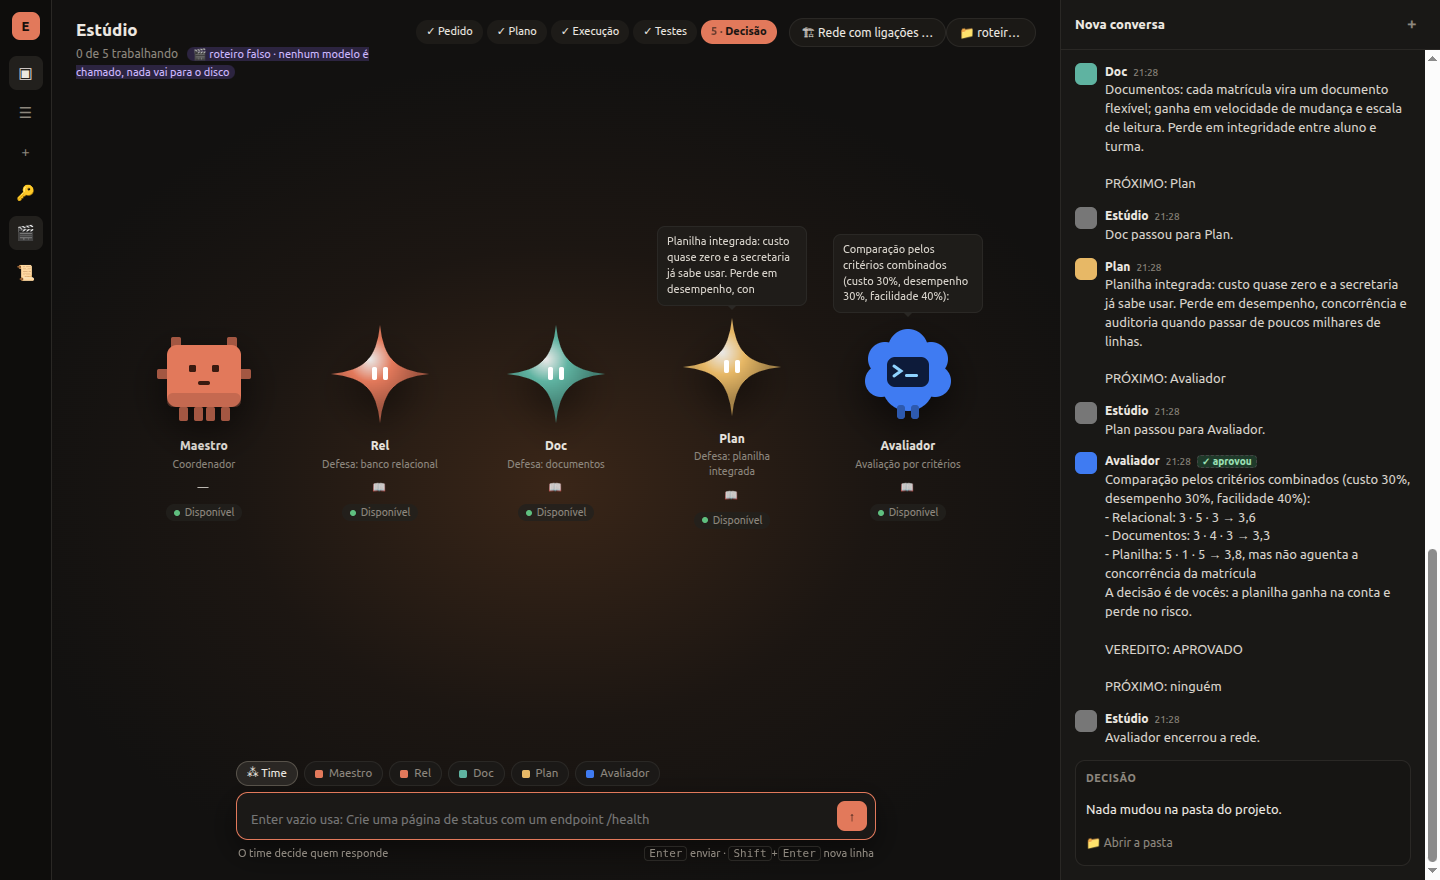 E
Estúdio
0 de 5 trabalhando
🎬 roteiro falso · nenhum modelo é
chamado, nada vai para o disco
✓ Pedido
✓ Plano
✓ Execução
✓ Testes
5 · Decisão
🏗 Rede com ligações ...
📁 roteir...
Planilha integrada: custo
quase zero e a secretaria
já sabe usar. Perde em
desempenho, con
Comparação pelos
critérios combinados
(custo 30%, desempenho
30%, facilidade 40%):
Maestro
Coordenador
—
Disponível
Rel
Defesa: banco relacional
Disponível
Doc
Defesa: documentos
Disponível
Plan
Defesa: planilha
integrada
Disponível
Avaliador
Avaliação por critérios
Disponível
⁂ Time
Maestro
Rel
Doc
Plan
Avaliador
Enter vazio usa: Crie uma página de status com um endpoint /health
↑
O time decide quem responde
Enter enviar · Shift+Enter nova linha
Nova conversa
+
Doc 21:28
Documentos: cada matrícula vira um documento
flexível; ganha em velocidade de mudança e escala
de leitura. Perde em integridade entre aluno e
turma.
PRÓXIMO: Plan
Estúdio 21:28
Doc passou para Plan.
Plan 21:28
Planilha integrada: custo quase zero e a secretaria
já sabe usar. Perde em desempenho, concorrência e
auditoria quando passar de poucos milhares de
linhas.
PRÓXIMO: Avaliador
Estúdio 21:28
Plan passou para Avaliador.
Avaliador 21:28 ✓ aprovou
Comparação pelos critérios combinados (custo 30%,
desempenho 30%, facilidade 40%):
- Relacional: 3 · 5 · 3 → 3,6
- Documentos: 3 · 4 · 3 → 3,3
- Planilha: 5 · 1 · 5 → 3,8, mas não aguenta a
concorrência da matrícula
A decisão é de vocês: a planilha ganha na conta e
perde no risco.
VEREDITO: APROVADO
PRÓXIMO: ninguém
Estúdio 21:28
Avaliador encerrou a rede.
DECISÃO
Nada mudou na pasta do projeto.
📁 Abrir a pasta